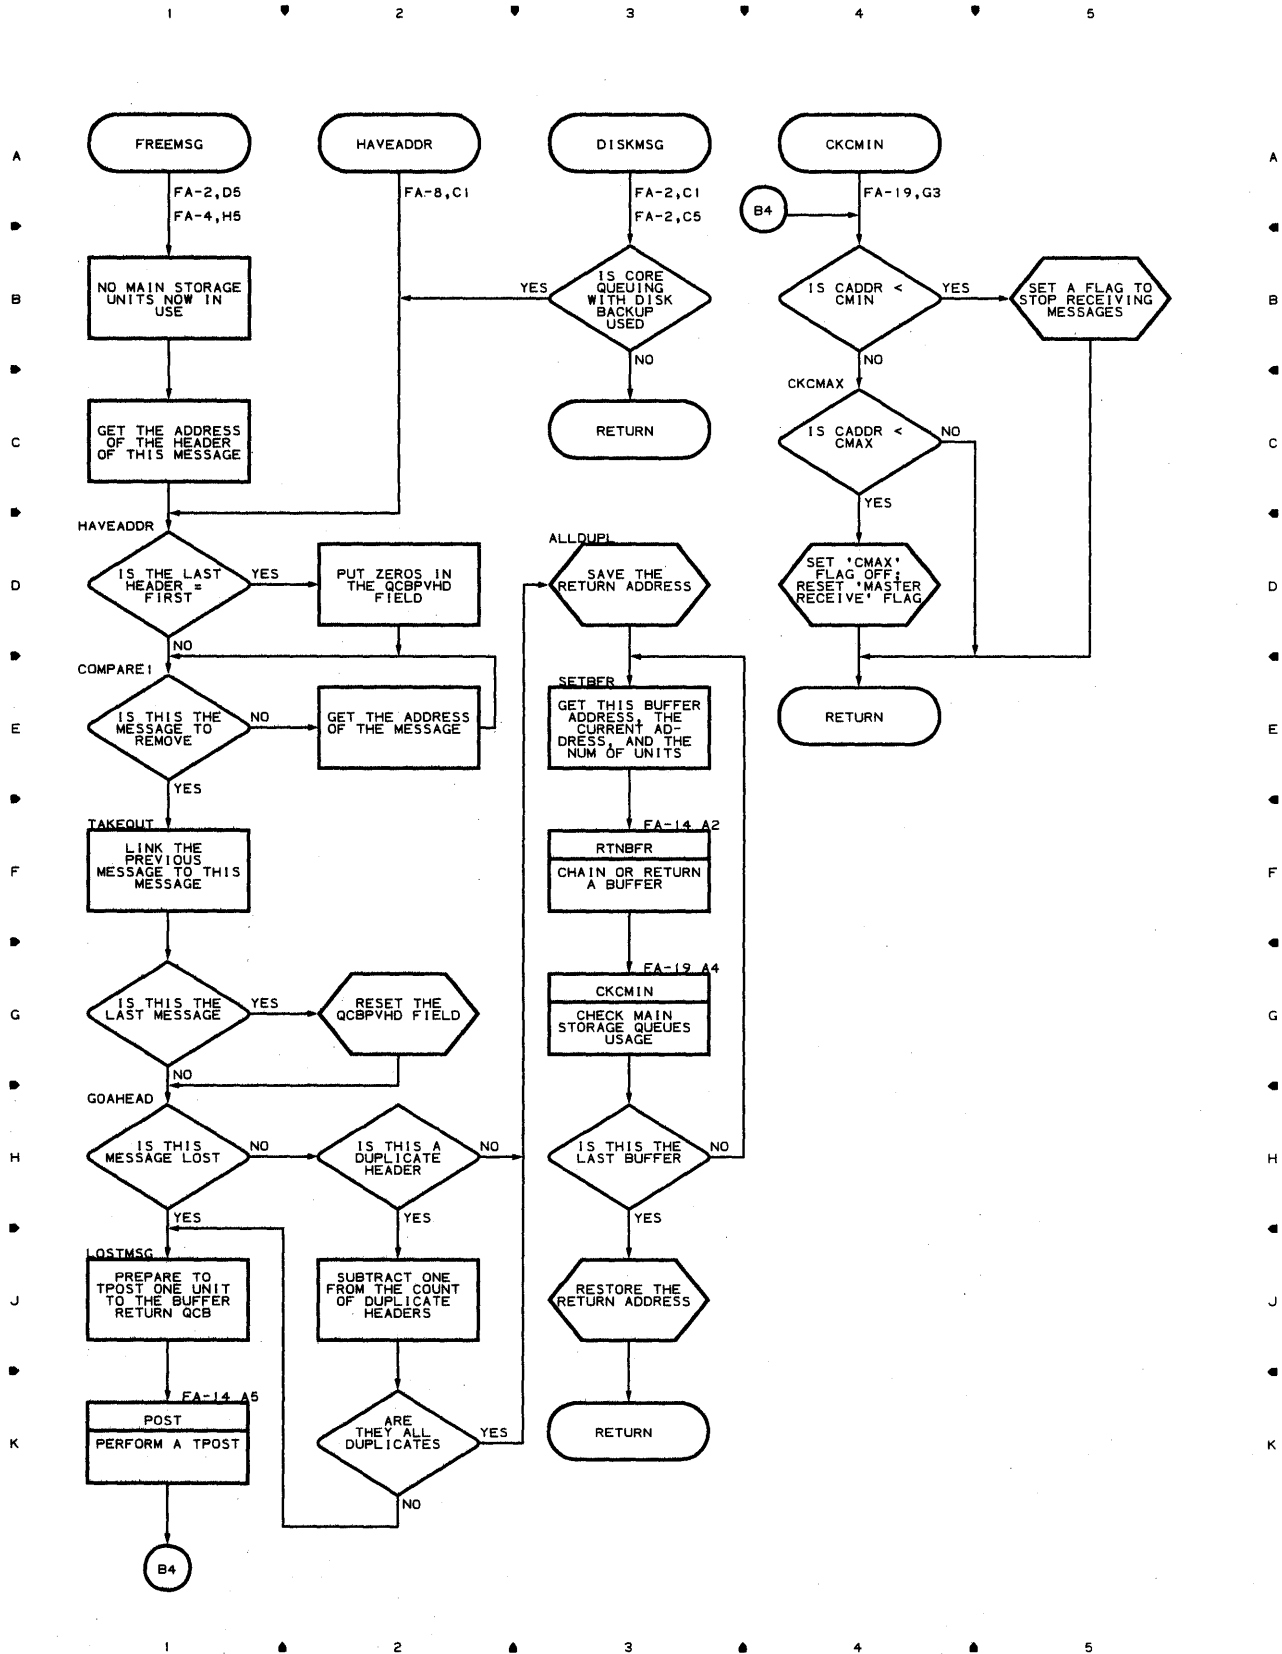 1 2 3 4 5
A A
FREEMSG
HAVEADDR
DISKMSG
CKCMIN
FA-2,D5
FA-4,H5
FA-8,C1
FA-2,C1
FA-2,C5
FA-19,G3
B4
B B
NO MAIN STORAGE
UNITS NOW IN
USE
YES
IS CORE
QUEUING
WITH DISK
BACKUP
USED
NO
IS CADDR <
CMIN
YES
NO
SET A FLAG TO
STOP RECEIVING
MESSAGES
C C
GET THE ADDRESS
OF THE HEADER
OF THIS MESSAGE
RETURN
CKCMAX
IS CADDR <
CMAX
NO
YES
D D
HAVEADDR
IS THE LAST
HEADER =
FIRST
YES
NO
PUT ZEROS IN
THE QCBPVHD
FIELD
ALLDUPL
SAVE THE
RETURN ADDRESS
SET 'CMAX'
FLAG OFF;
RESET 'MASTER
RECEIVE' FLAG
E E
COMPARE1
IS THIS THE
MESSAGE TO
REMOVE
NO
YES
GET THE ADDRESS
OF THE MESSAGE
SETBFR
GET THIS BUFFER
ADDRESS, THE
CURRENT AD-
DRESS, AND THE
NUM OF UNITS
RETURN
F F
TAKEOUT
LINK THE
PREVIOUS
MESSAGE TO THIS
MESSAGE
FA-14 A2
RTNBFR
CHAIN OR RETURN
A BUFFER
G G
IS THIS THE
LAST MESSAGE
YES
NO
RESET THE
QCBPVHD FIELD
FA-19 A4
CKCMIN
CHECK MAIN
STORAGE QUEUES
USAGE
H H
GOAHEAD
IS THIS
MESSAGE LOST
NO
YES
IS THIS A
DUPLICATE
HEADER
NO
YES
IS THIS THE
LAST BUFFER
NO
YES
J J
LOSTMSG
PREPARE TO
TPOST ONE UNIT
TO THE BUFFER
RETURN QCB
SUBTRACT ONE
FROM THE COUNT
OF DUPLICATE
HEADERS
RESTORE THE
RETURN ADDRESS
K K
FA-14 A5
POST
PERFORM A TPOST
ARE
THEY ALL
DUPLICATES
YES
NO
RETURN
B4
1 2 3 4 5